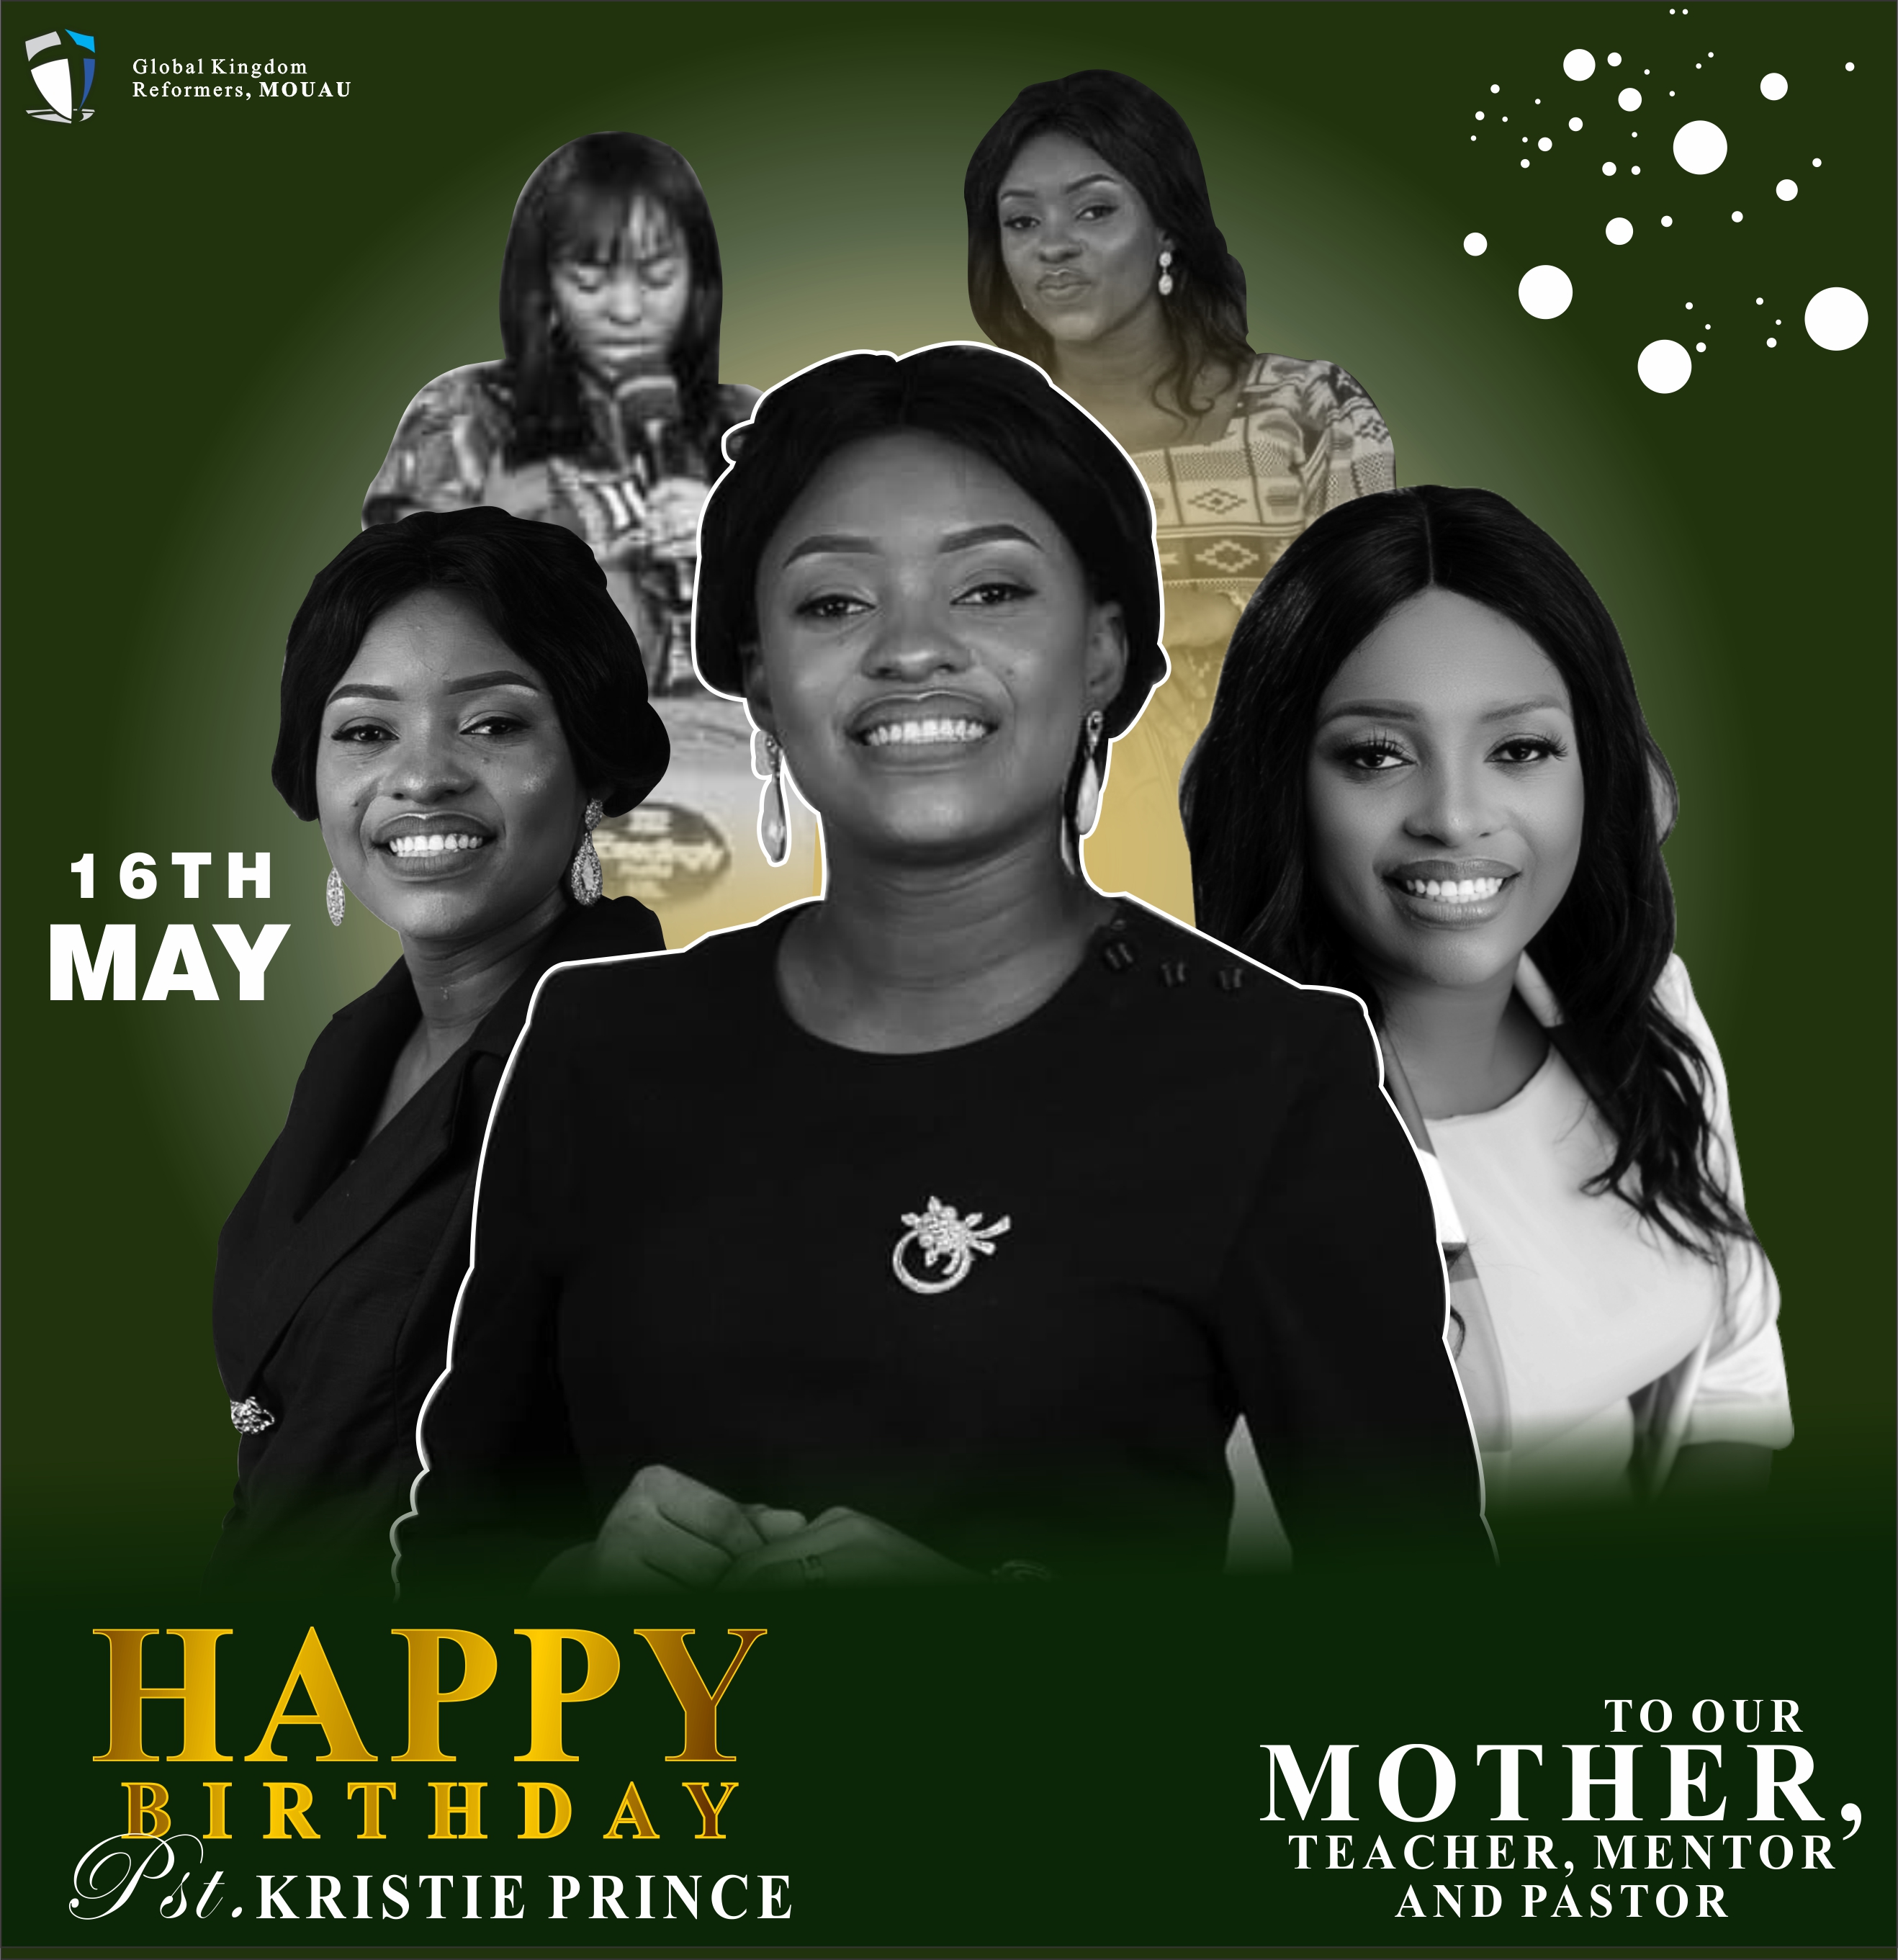 Global Kingdom
Reformers, MOUAU
16TH
MAY
HAPPY
BIRTHDAY
Pst. KRISTIE PRINCE
TO OUR
MOTHER,
TEACHER, MENTOR
AND PASTOR